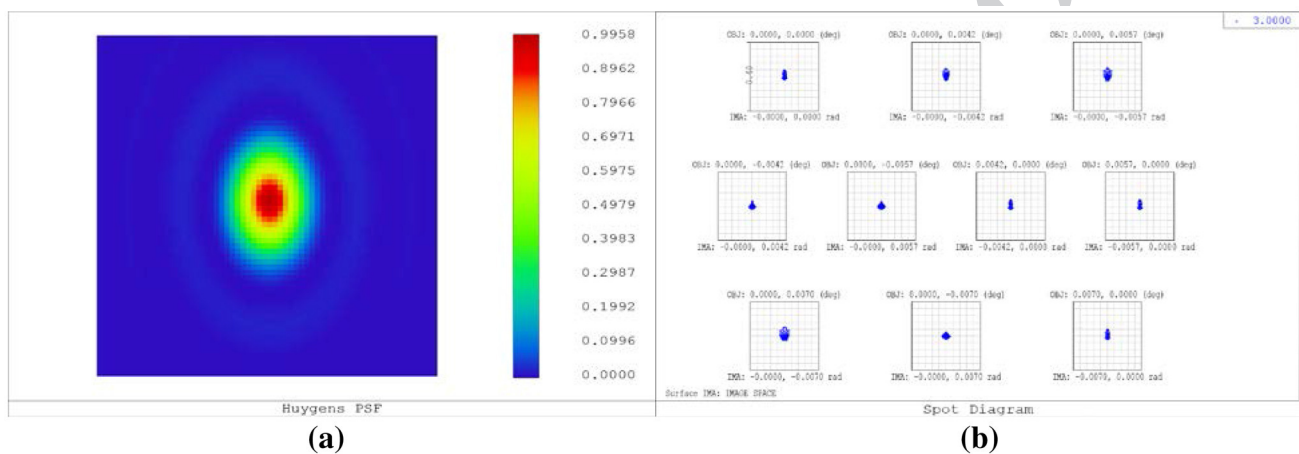 0.9958
0.8962
0.7966
0.6971
0.5975
0.4979
0.3983
0.2987
0.1992
0.0996
0.0000
Huygens PSF
(a)
3.0000
OBJ: 0.0000, 0.0000 (deg)
OBJ: 0.0000, 0.0042 (deg)
OBJ: 0.0000, 0.0057 (deg)
IMA: -0.0000, 0.0000 rad
IMA: -0.0000, -0.0042 rad
IMA: -0.0000, -0.0057 rad
OBJ: 0.0000, -0.0042 (deg)
OBJ: 0.0000, -0.0057 (deg)
OBJ: 0.0042, 0.0000 (deg)
OBJ: 0.0057, 0.0000 (deg)
IMA: -0.0000, 0.0042 rad
IMA: -0.0000, 0.0057 rad
IMA: -0.0042, 0.0000 rad
IMA: -0.0057, 0.0000 rad
OBJ: 0.0000, 0.0070 (deg)
OBJ: 0.0000, -0.0070 (deg)
OBJ: 0.0070, 0.0000 (deg)
IMA: -0.0000, -0.0070 rad
IMA: -0.0000, 0.0070 rad
IMA: -0.0070, 0.0000 rad
Surface IMA: IMAGE SPACE
Spot Diagram
(b)